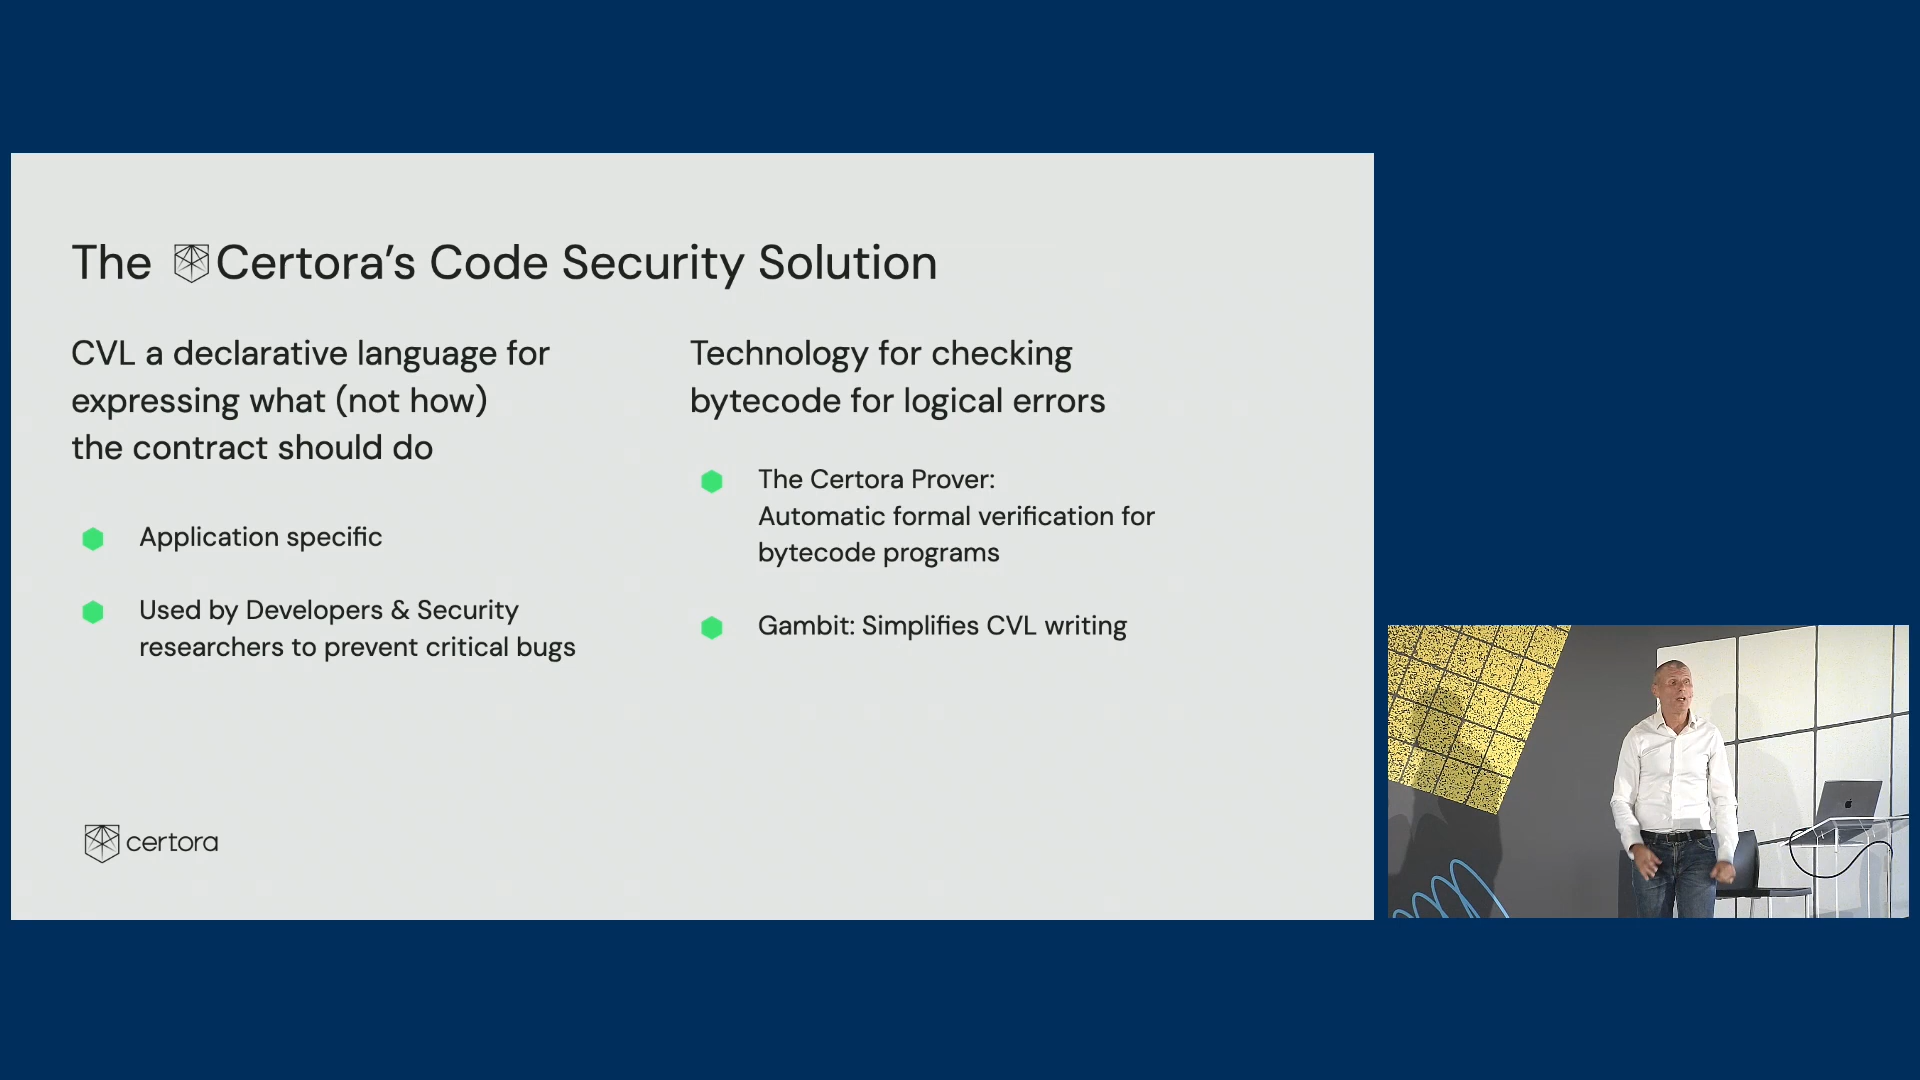 The Certora’s Code Security Solution
CVL a declarative language for
expressing what (not how)
the contract should do
Application specific
Used by Developers & Security
researchers to prevent critical bugs
Technology for checking
bytecode for logical errors
The Certora Prover:
Automatic formal verification for
bytecode programs
Gambit: Simplifies CVL writing
certora